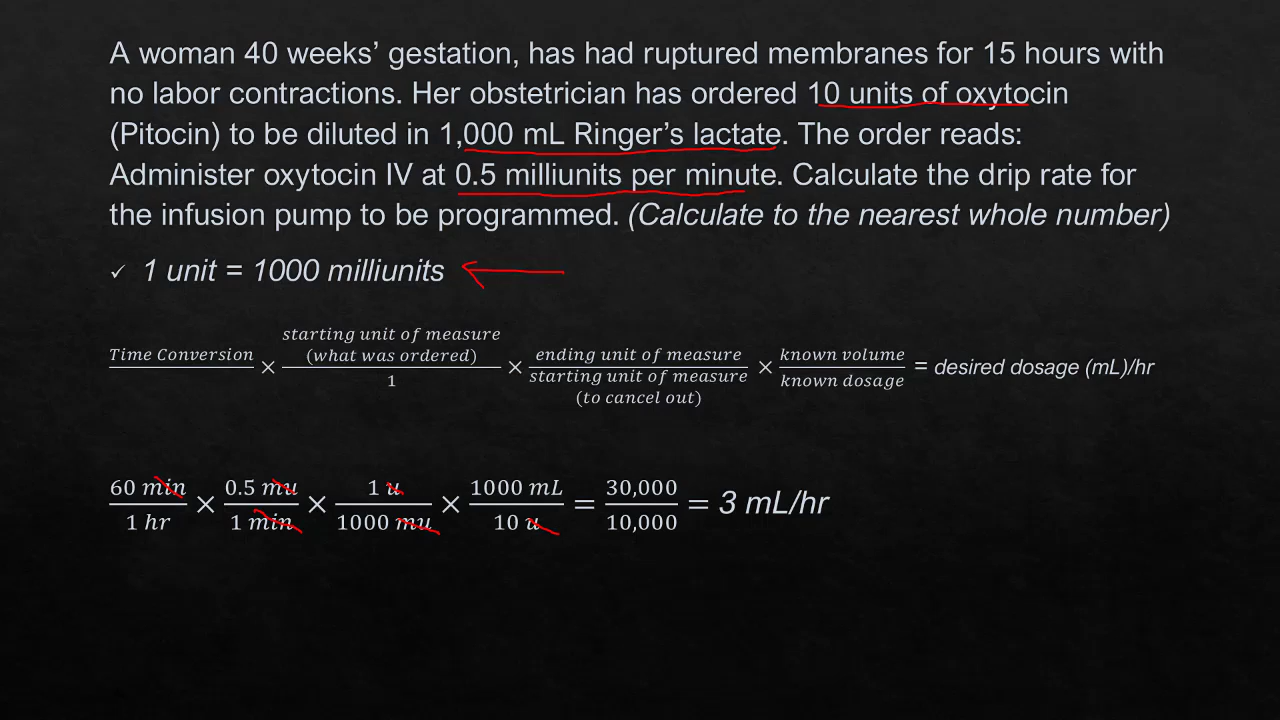 A woman 40 weeks’ gestation, has had ruptured membranes for 15 hours with
no labor contractions. Her obstetrician has ordered 10 units of oxytocin
(Pitocin) to be diluted in 1,000 mL Ringer’s lactate. The order reads:
Administer oxytocin IV at 0.5 milliunits per minute. Calculate the drip rate for
the infusion pump to be programmed. (Calculate to the nearest whole number)
✓ 1 unit = 1000 milliunits
Time Conversion × starting unit of measure (what was ordered) / 1 × ending unit of measure / starting unit of measure (to cancel out) × known volume / known dosage = desired dosage (mL)/hr
60 min / 1 hr × 0.5 mu / 1 min × 1 u / 1000 mu × 1000 mL / 10 u = 30,000 / 10,000 = 3 mL/hr